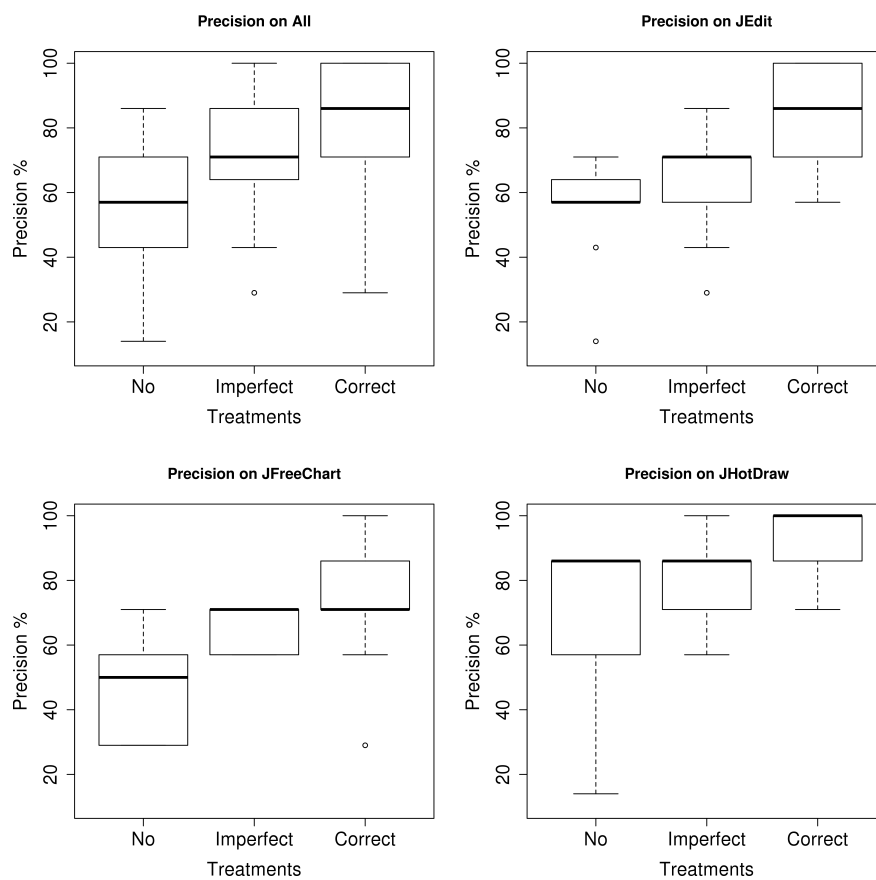 Precision on All
Precision %
100
80
60
40
20
No Imperfect Correct
Treatments
Precision on JEdit
Precision %
100
80
60
40
20
No Imperfect Correct
Treatments
Precision on JFreeChart
Precision %
100
80
60
40
20
No Imperfect Correct
Treatments
Precision on JHotDraw
Precision %
100
80
60
40
20
No Imperfect Correct
Treatments